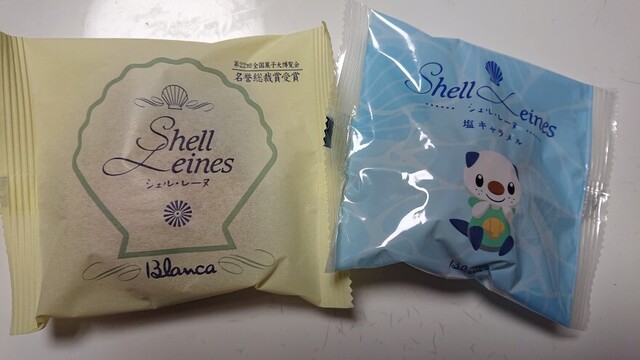 第22回全国菓子大博覧会
名誉総裁賞受賞
Shell
Leines
シェル・レーヌ
Blanca
Shell Leines
シェル・レーヌ
塩キャラメル